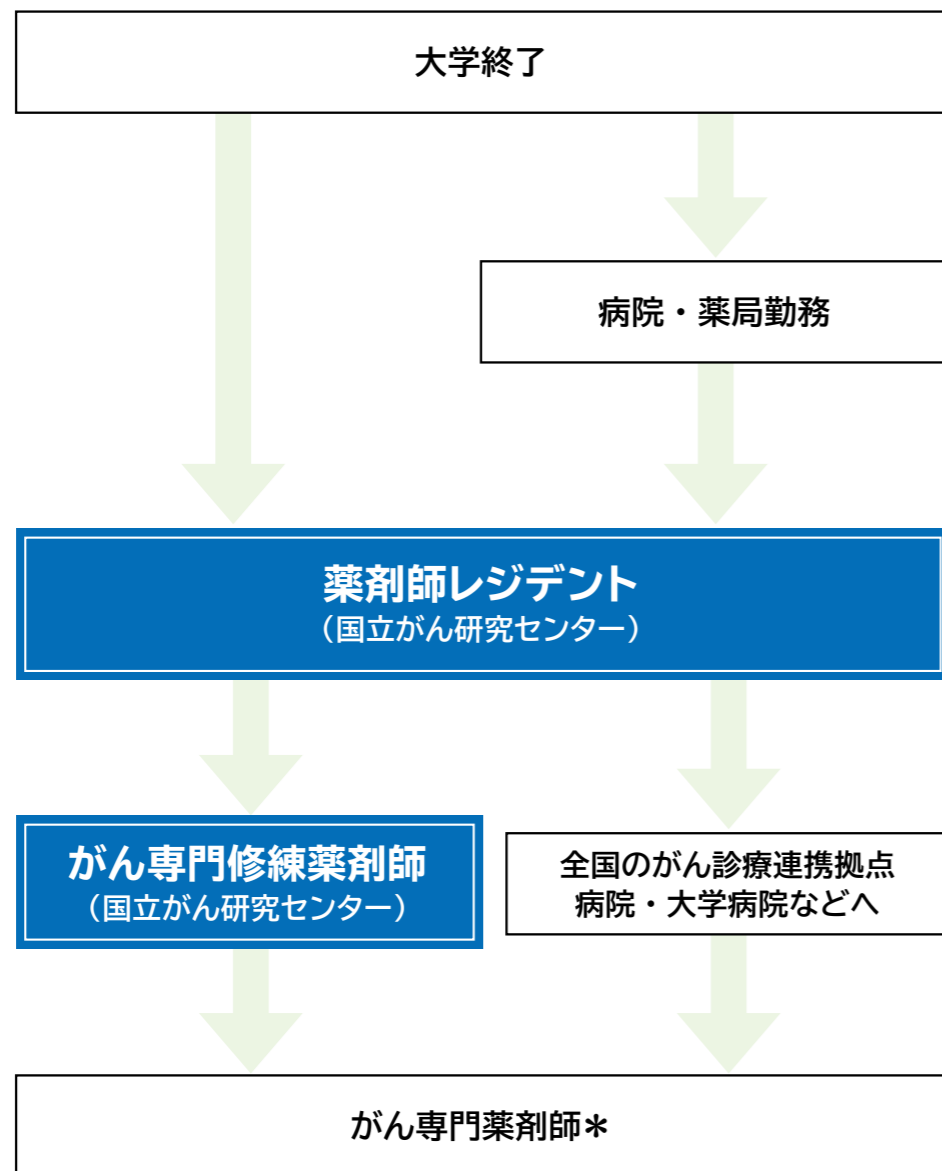 大学終了
病院・薬局勤務
薬剤師レジデント
（国立がん研究センター）
がん専門修練薬剤師
（国立がん研究センター）
全国のがん診療連携拠点
病院・大学病院などへ
がん専門薬剤師＊